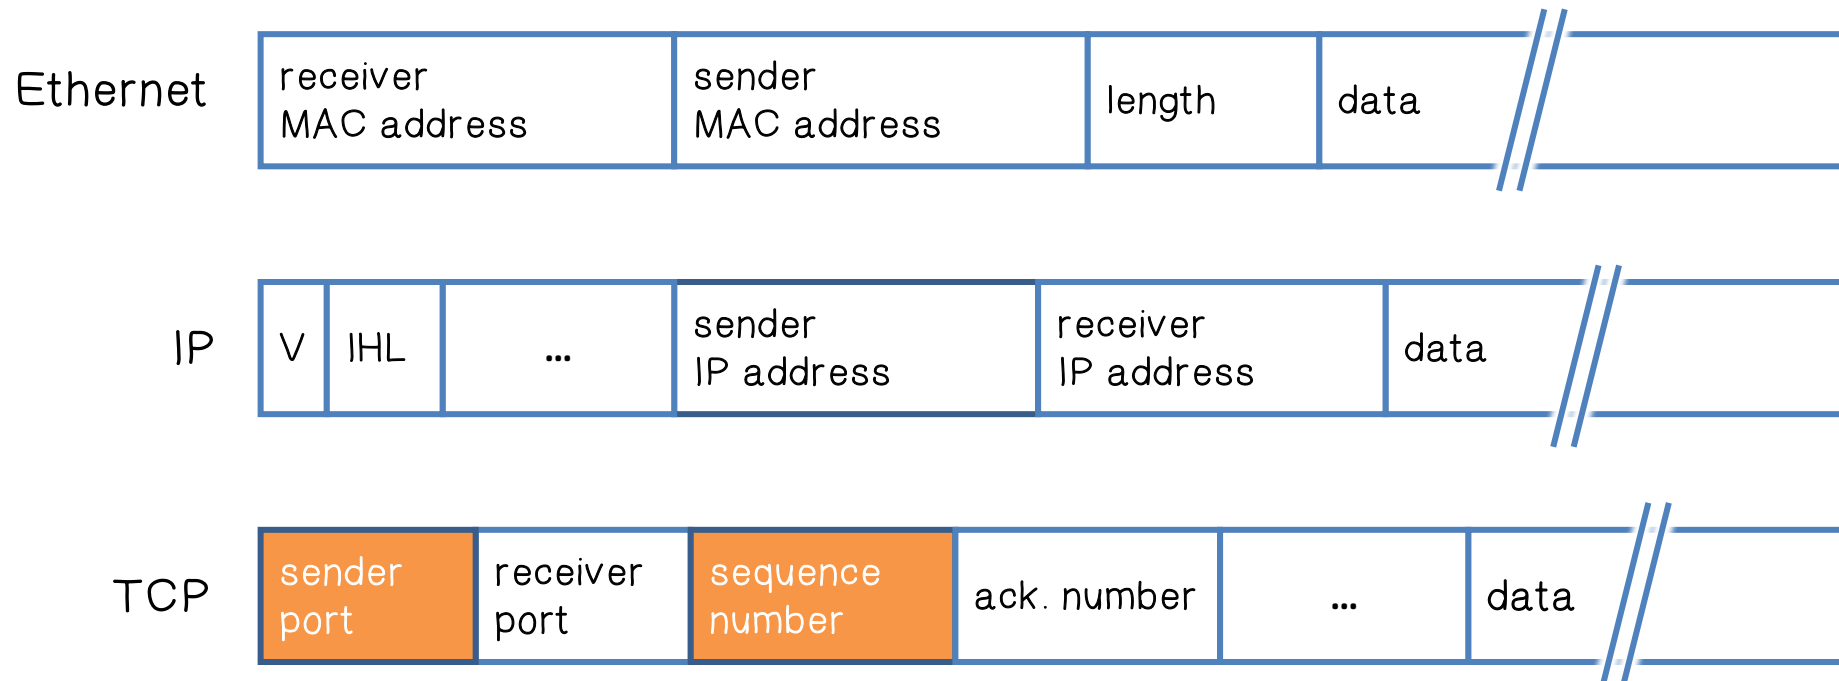 Ethernet
receiver
MAC address
sender
MAC address
length
data
IP
V
IHL
...
sender
IP address
receiver
IP address
data
TCP
sender
port
receiver
port
sequence
number
ack. number
...
data